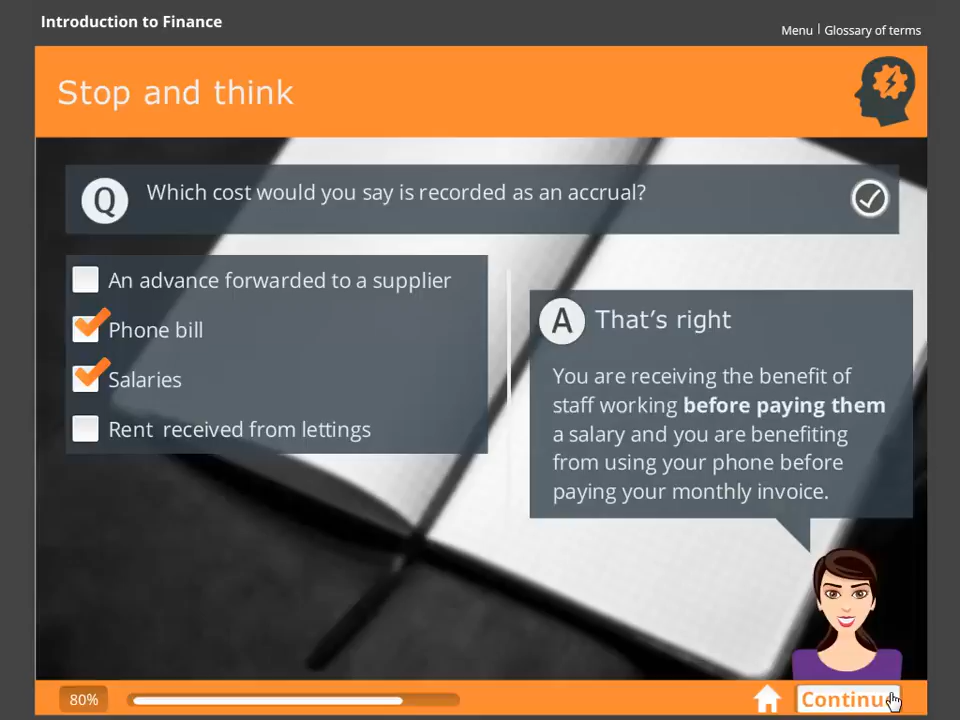 Introduction to Finance
Menu | Glossary of terms
Stop and think
Q Which cost would you say is recorded as an accrual?
An advance forwarded to a supplier
Phone bill
Salaries
Rent received from lettings
A That's right
You are receiving the benefit of
staff working before paying them
a salary and you are benefiting
from using your phone before
paying your monthly invoice.
80%
Continue